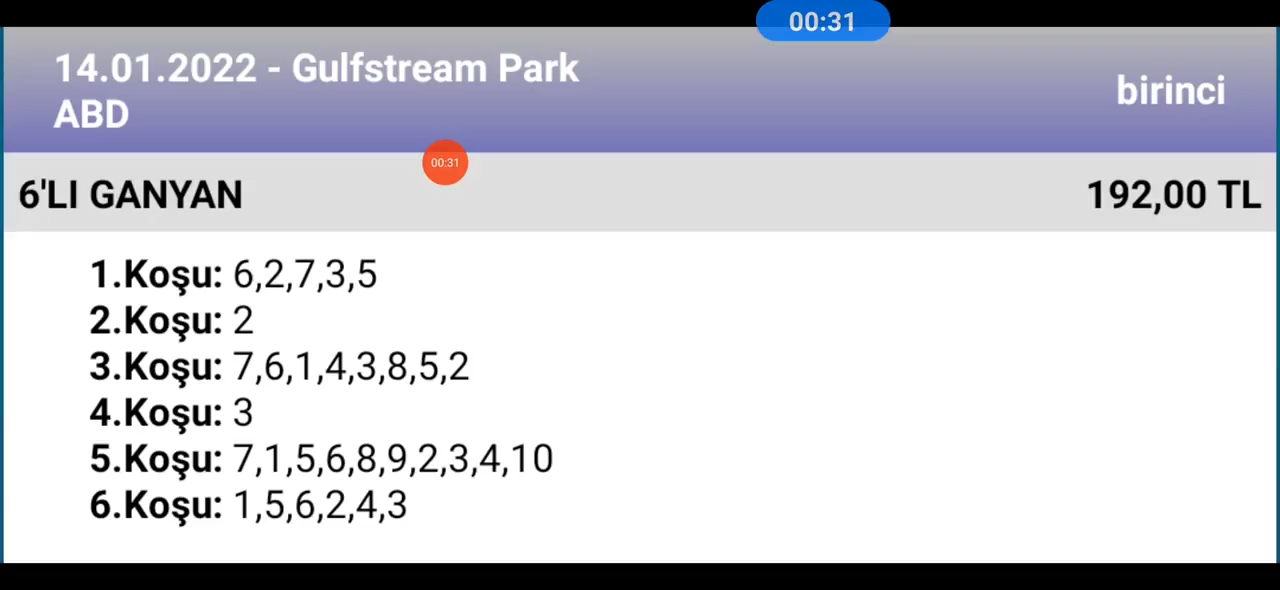 00:31
14.01.2022 - Gulfstream Park
ABD
birinci
00:31
6'LI GANYAN
192,00 TL
1.Koşu: 6,2,7,3,5
2.Koşu: 2
3.Koşu: 7,6,1,4,3,8,5,2
4.Koşu: 3
5.Koşu: 7,1,5,6,8,9,2,3,4,10
6.Koşu: 1,5,6,2,4,3